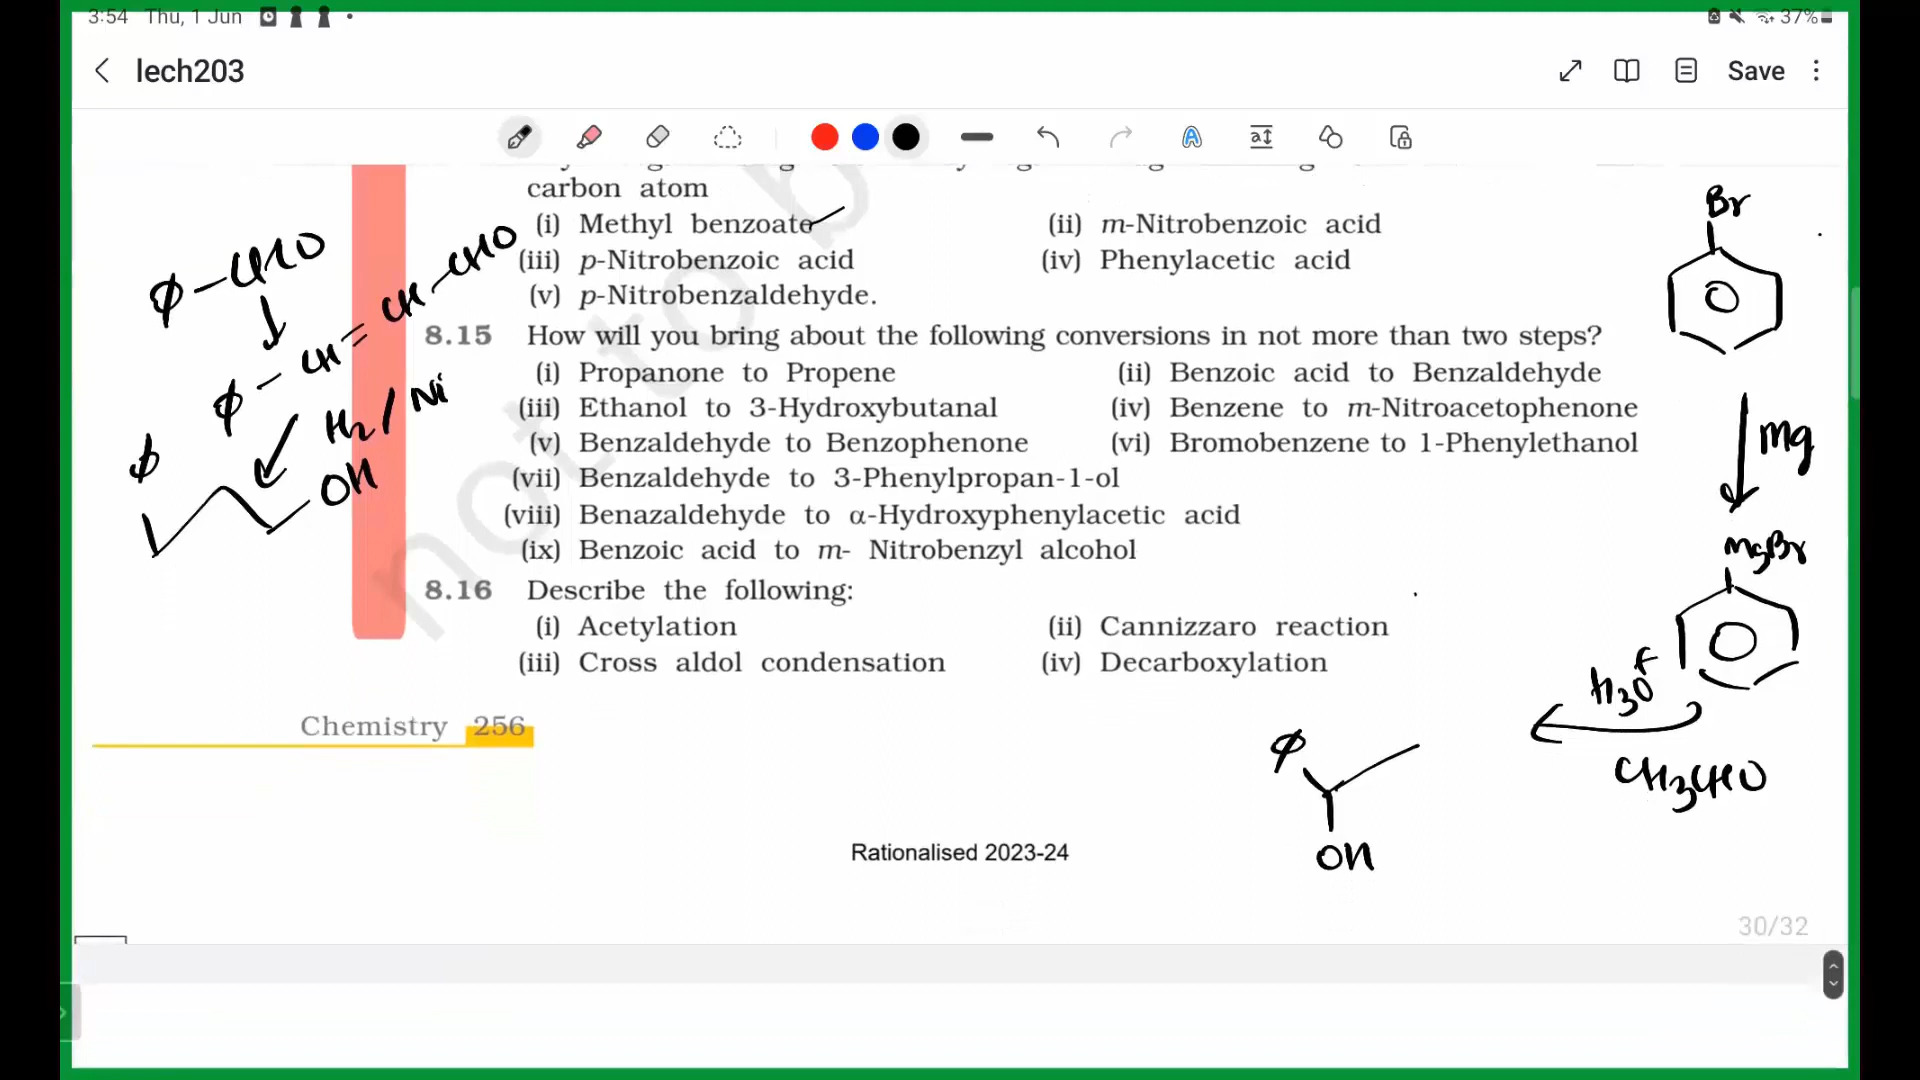 3:54 Thu, 1 Jun
37%
lech203
Save
carbon atom
(i) Methyl benzoate
(ii) m-Nitrobenzoic acid
(iii) p-Nitrobenzoic acid
(iv) Phenylacetic acid
(v) p-Nitrobenzaldehyde.
8.15 How will you bring about the following conversions in not more than two steps?
(i) Propanone to Propene
(ii) Benzoic acid to Benzaldehyde
(iii) Ethanol to 3-Hydroxybutanal
(iv) Benzene to m-Nitroacetophenone
(v) Benzaldehyde to Benzophenone
(vi) Bromobenzene to 1-Phenylethanol
(vii) Benzaldehyde to 3-Phenylpropan-1-ol
(viii) Benazaldehyde to α-Hydroxyphenylacetic acid
(ix) Benzoic acid to m- Nitrobenzyl alcohol
8.16 Describe the following:
(i) Acetylation
(ii) Cannizzaro reaction
(iii) Cross aldol condensation
(iv) Decarboxylation
Chemistry 256
Rationalised 2023-24
30/32
not to b
ϕ-CHO
ϕ-CH=CH-CHO
H2/Ni
ϕ
OH
Br
Mg
MgBr
H3O+
CH3CHO
ϕ
OH